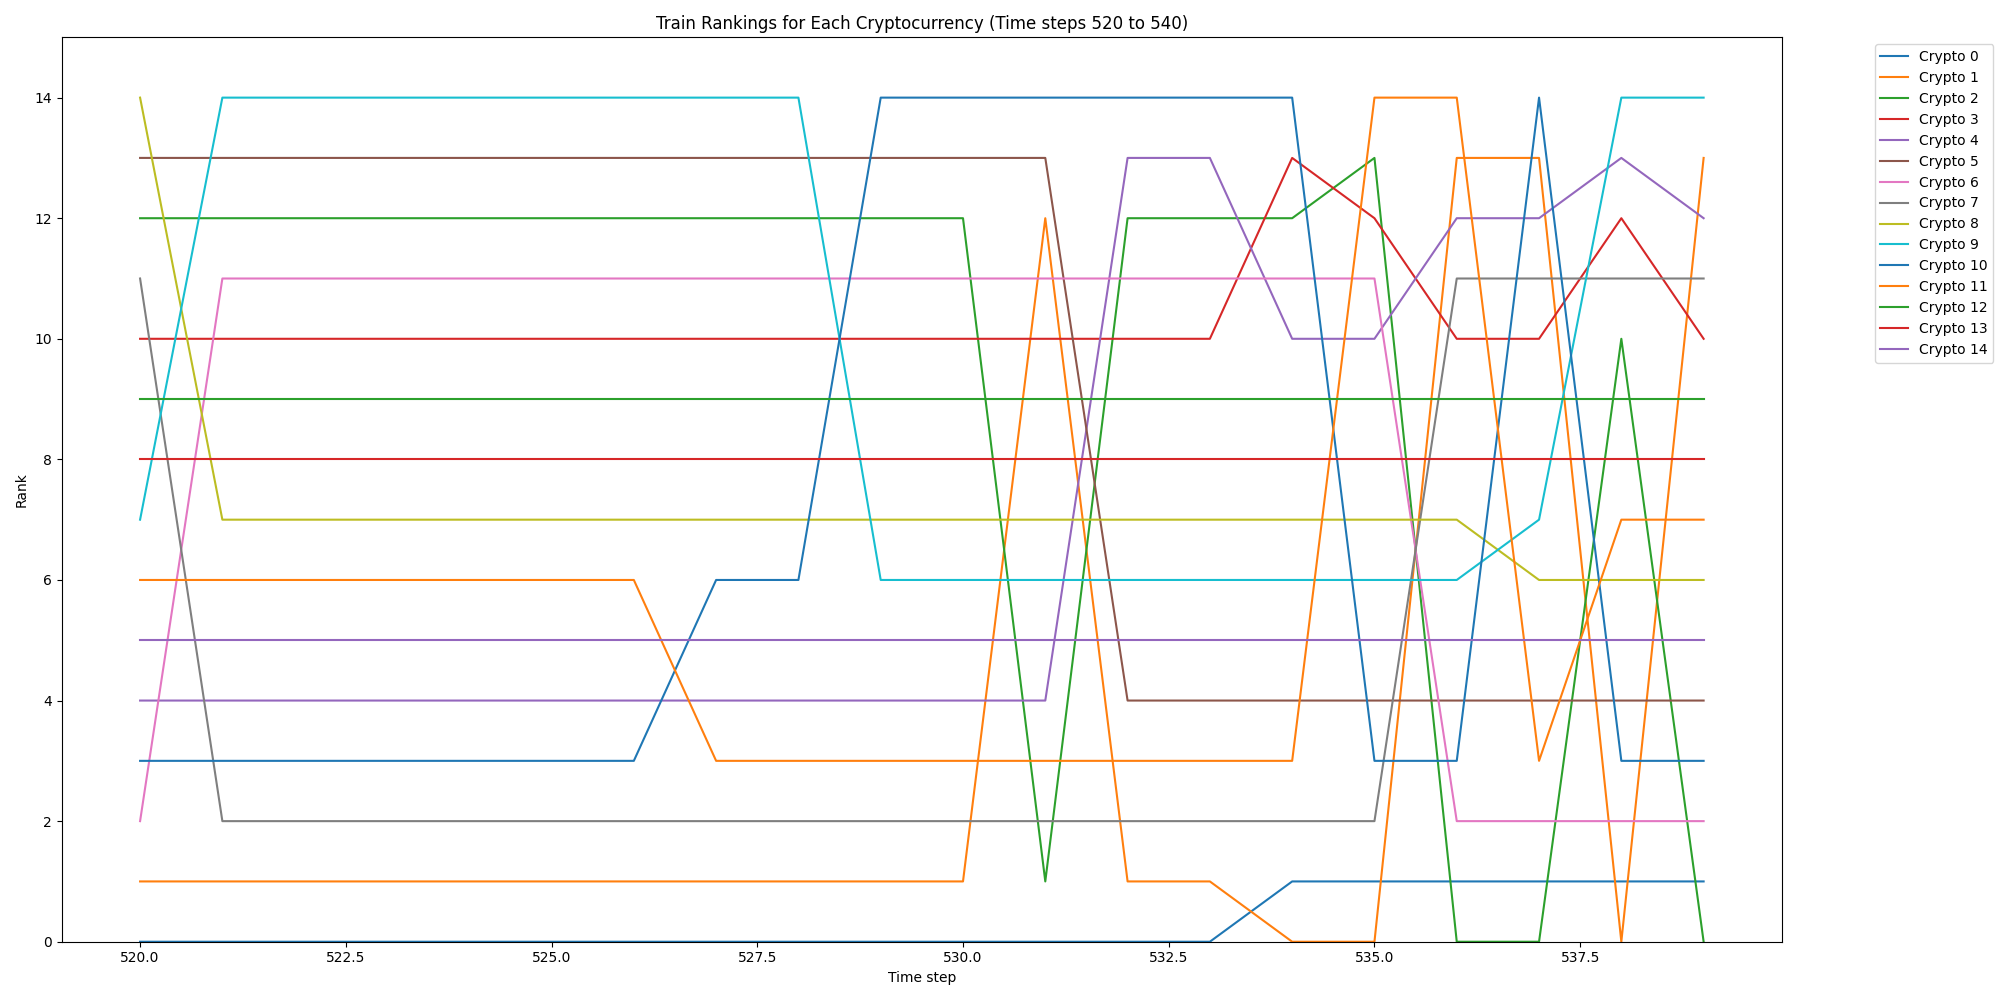 Train Rankings for Each Cryptocurrency (Time steps 520 to 540)
14
12
10
8
6
4
2
0
Rank
520.0
522.5
525.0
527.5
530.0
532.5
535.0
537.5
Time step
Crypto 0
Crypto 1
Crypto 2
Crypto 3
Crypto 4
Crypto 5
Crypto 6
Crypto 7
Crypto 8
Crypto 9
Crypto 10
Crypto 11
Crypto 12
Crypto 13
Crypto 14